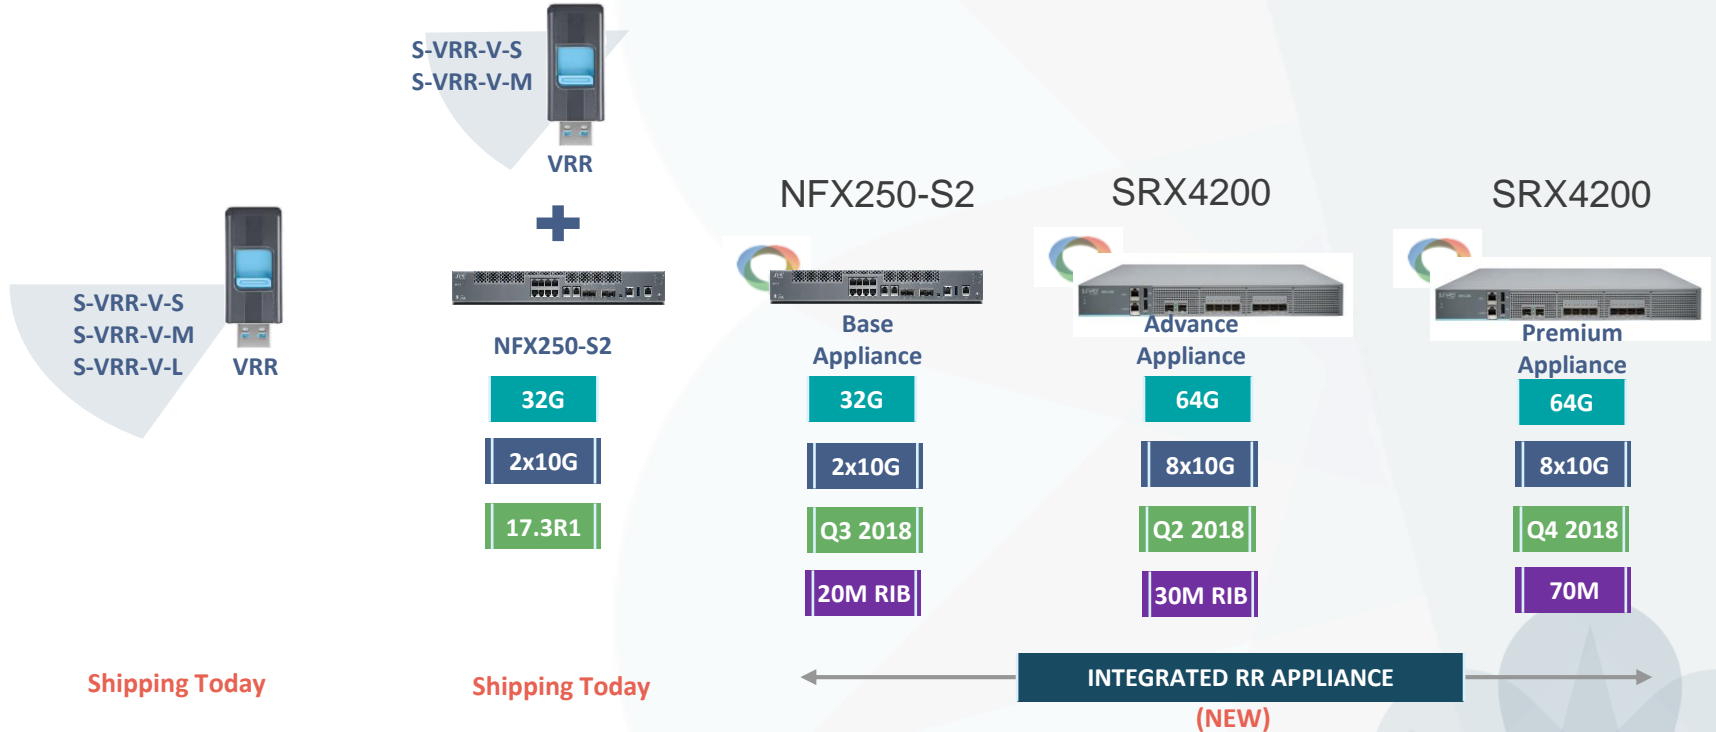 S-VRR-V-S
S-VRR-V-M
S-VRR-V-L
VRR
Shipping Today
S-VRR-V-S
S-VRR-V-M
VRR
NFX250-S2
32G
2x10G
17.3R1
Shipping Today
NFX250-S2
Base
Appliance
32G
2x10G
Q3 2018
20M RIB
SRX4200
Advance
Appliance
64G
8x10G
Q2 2018
30M RIB
SRX4200
Premium
Appliance
64G
8x10G
Q4 2018
70M
INTEGRATED RR APPLIANCE
(NEW)